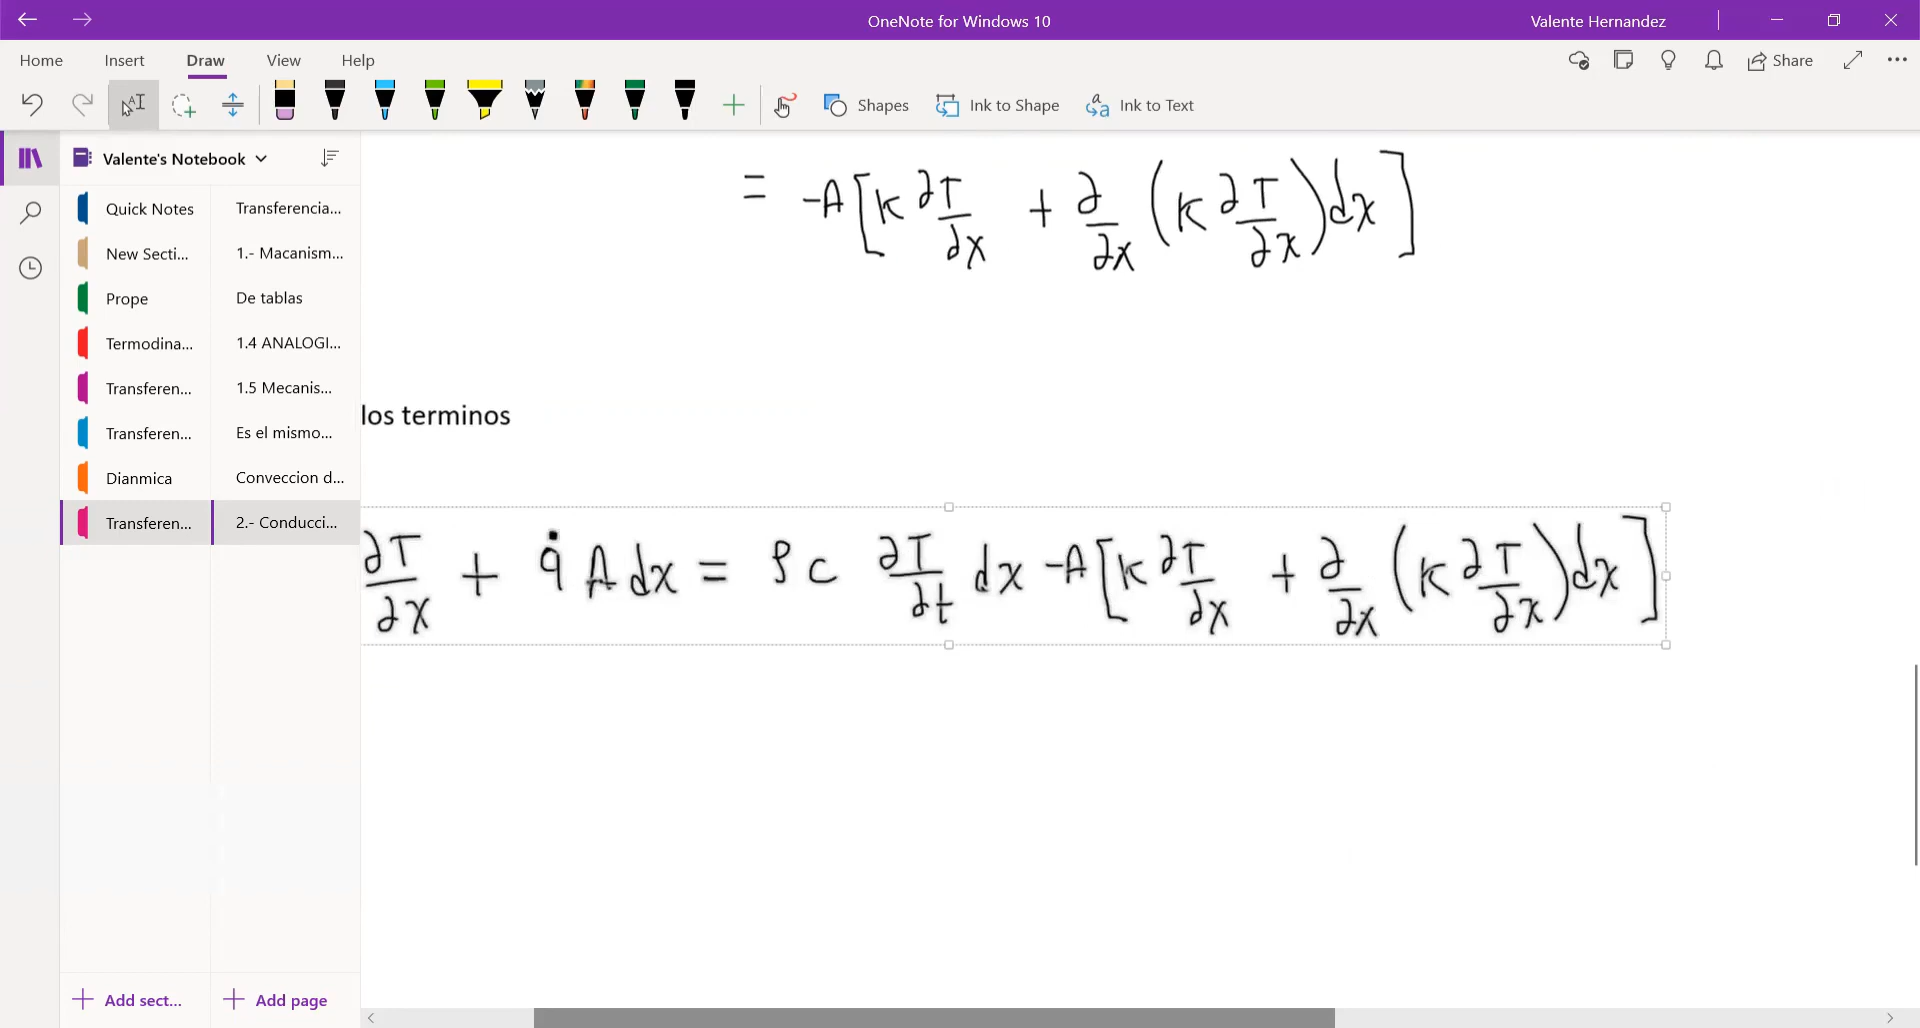 OneNote for Windows 10
Valente Hernandez
Home Insert Draw View Help
Share
Shapes Ink to Shape Ink to Text
Valente's Notebook
Quick Notes
New Secti...
Prope
Termodina...
Transferen...
Transferen...
Dianmica
Transferen...
Add sect...
Transferencia...
1.- Macanism...
De tablas
1.4 ANALOGI...
1.5 Mecanis...
Es el mismo...
Conveccion d...
2.- Conducci...
Add page
= -A[K ∂T/∂x + ∂/∂x (K ∂T/∂x)dx]
los terminos
∂T/∂x + q̇ A dx = ρ c ∂T/∂t dx -A[K ∂T/∂x + ∂/∂x (K ∂T/∂x)dx]